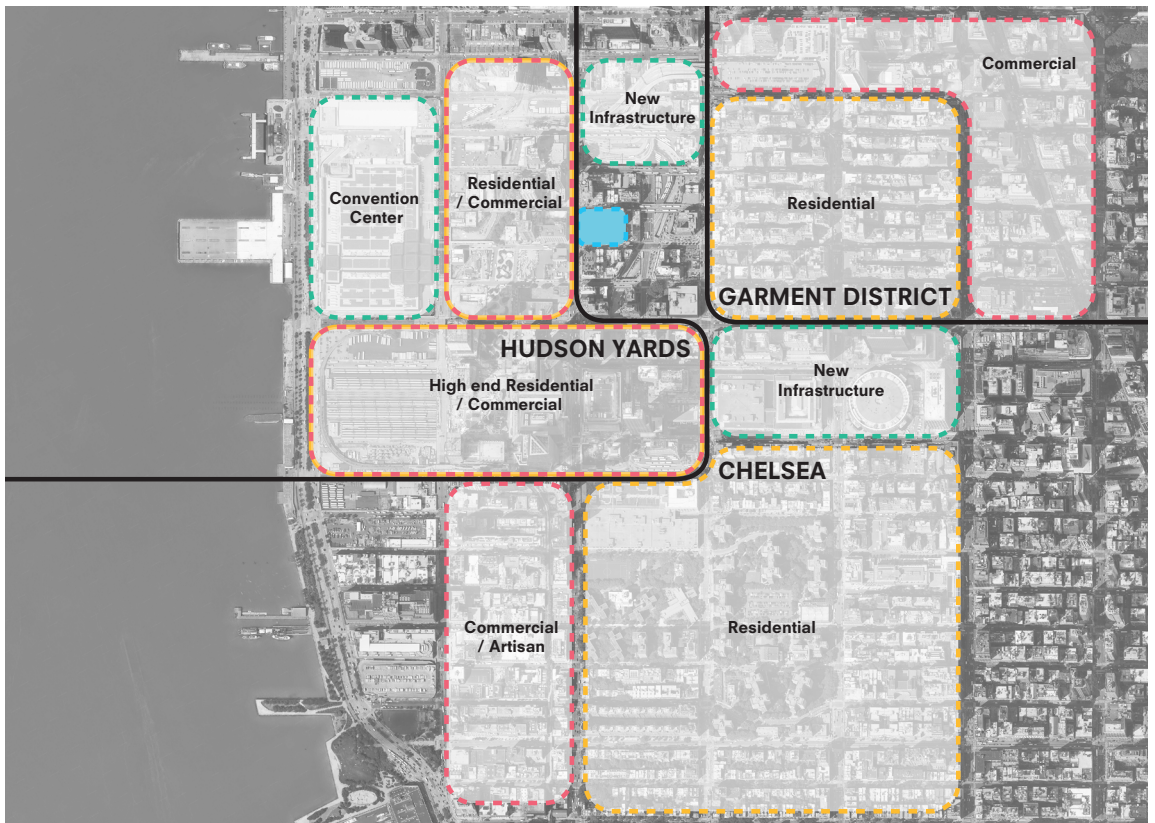 Commercial
New
Infrastructure
Convention
Center
Residential
/ Commercial
Residential
GARMENT DISTRICT
HUDSON YARDS
High end Residential
/ Commercial
New
Infrastructure
CHELSEA
Commercial
/ Artisan
Residential